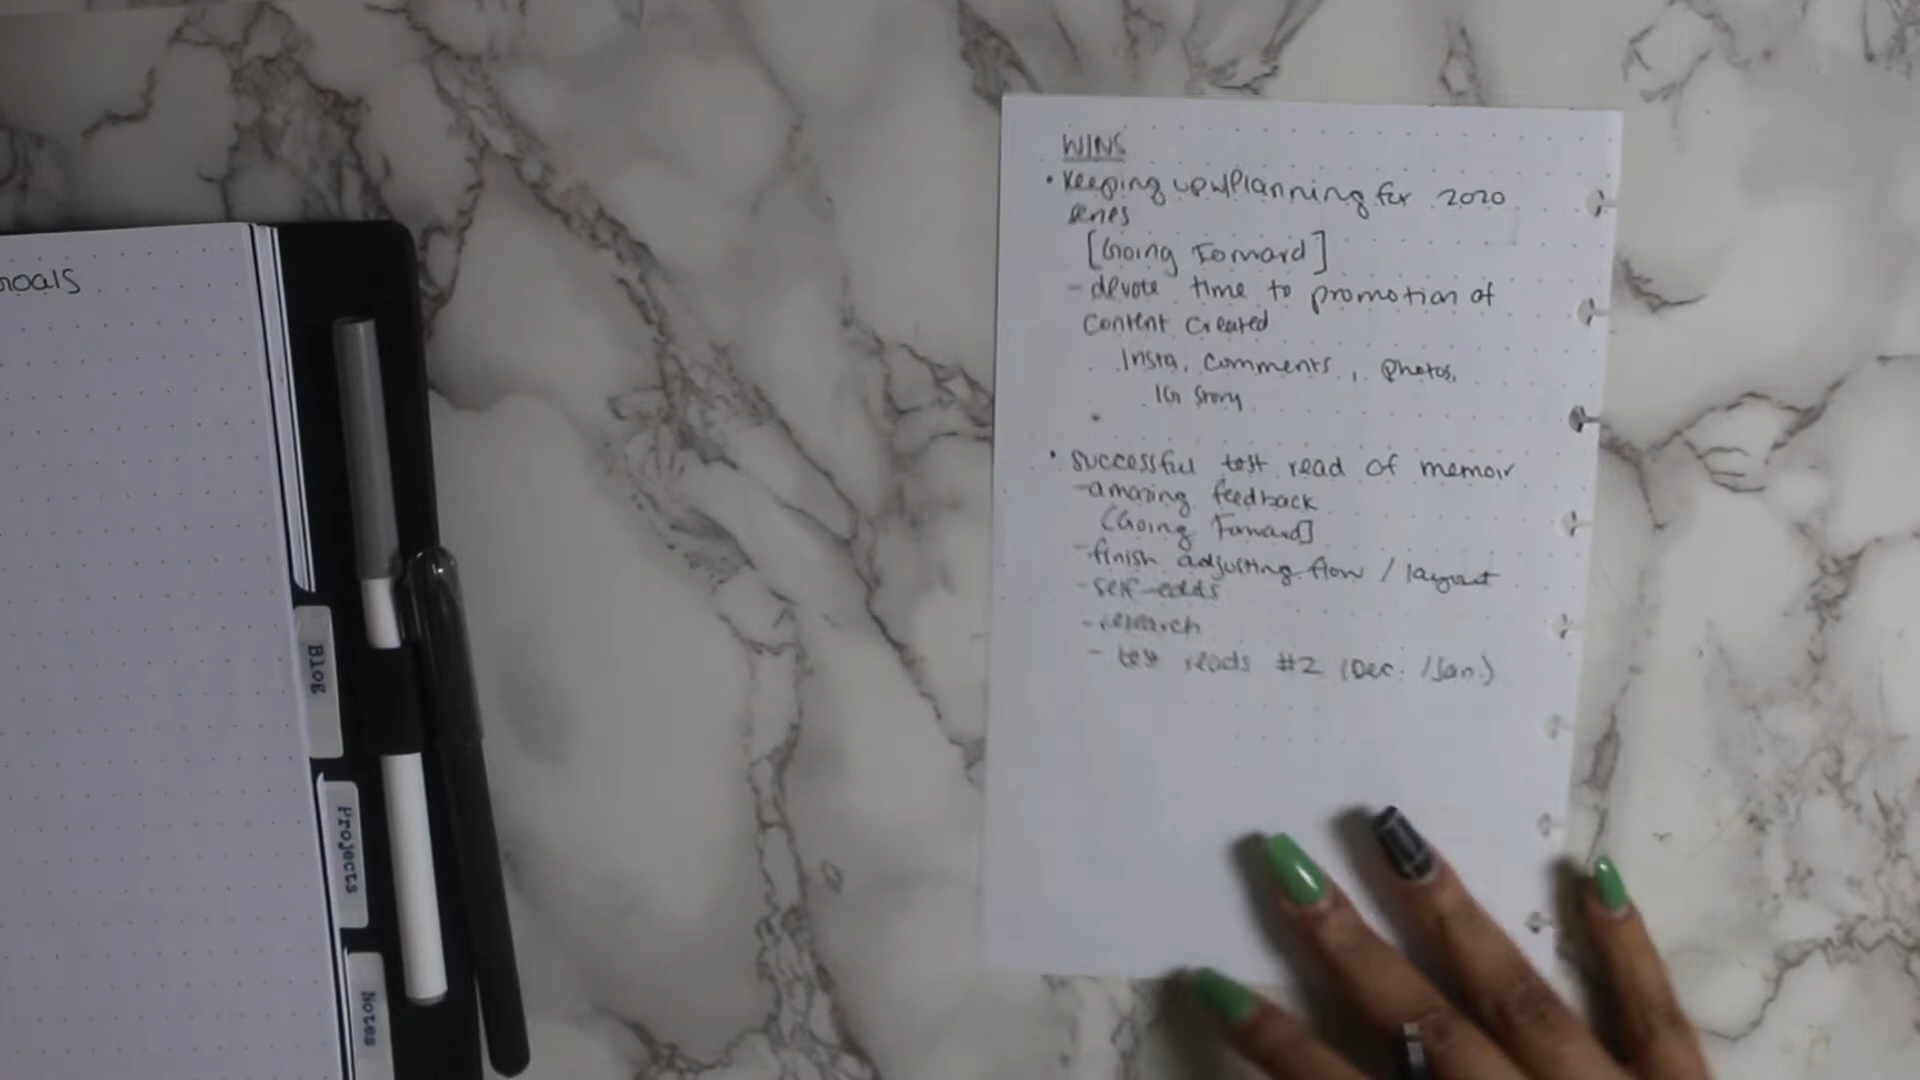 WINS
• Keeping up w/Planning for 2020
series
[Going Forward]
- devote time to promotion of
content created
Insta, comments, photos,
IG Story
• successful test read of memoir
- amazing feedback
[Going Forward]
- finish adjusting flow / layout
- self-edits
- research
- test reads #2 (Dec. /Jan.)
Goals
Blog
Projects
Notes